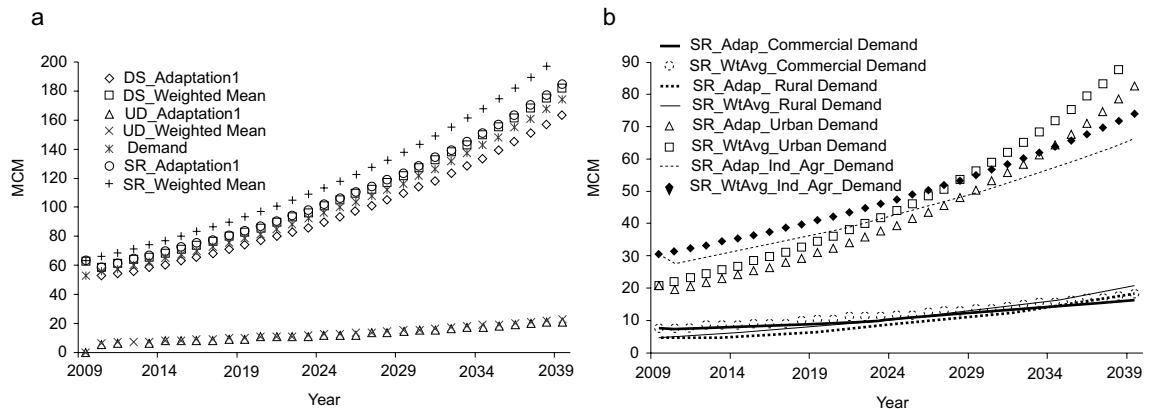 a
200
180
160
140
120
100
80
60
40
20
0
MCM
DS_Adaptation1
DS_Weighted Mean
UD_Adaptation1
UD_Weighted Mean
Demand
SR_Adaptation1
SR_Weighted Mean
2009 2014 2019 2024 2029 2034 2039
Year
b
90
80
70
60
50
40
30
20
10
0
MCM
SR_Adap_Commercial Demand
SR_WtAvg_Commercial Demand
SR_Adap_ Rural Demand
SR_WtAvg_Rural Demand
SR_Adap_Urban Demand
SR_WtAvg_Urban Demand
SR_Adap_Ind_Agr_Demand
SR_WtAvg_Ind_Agr_Demand
2009 2014 2019 2024 2029 2034 2039
Year